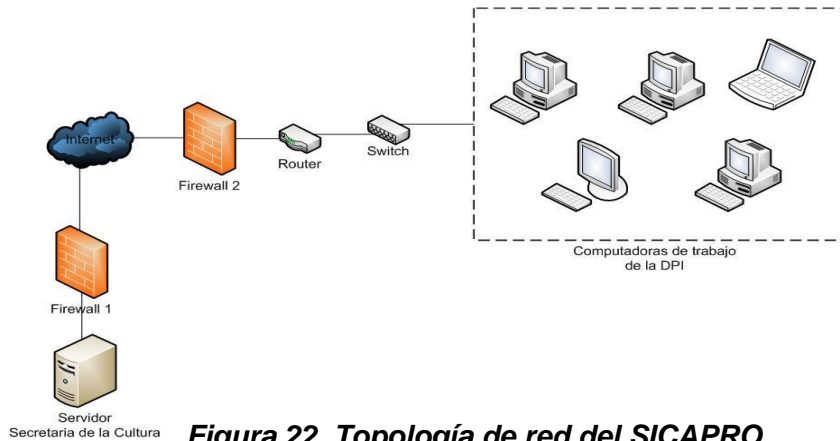 Internet
Firewall 2
Router
Switch
Computadoras de trabajo
de la DPI
Firewall 1
Servidor
Secretaria de la Cultura
Figura 22. Topología de red del SICAPRO